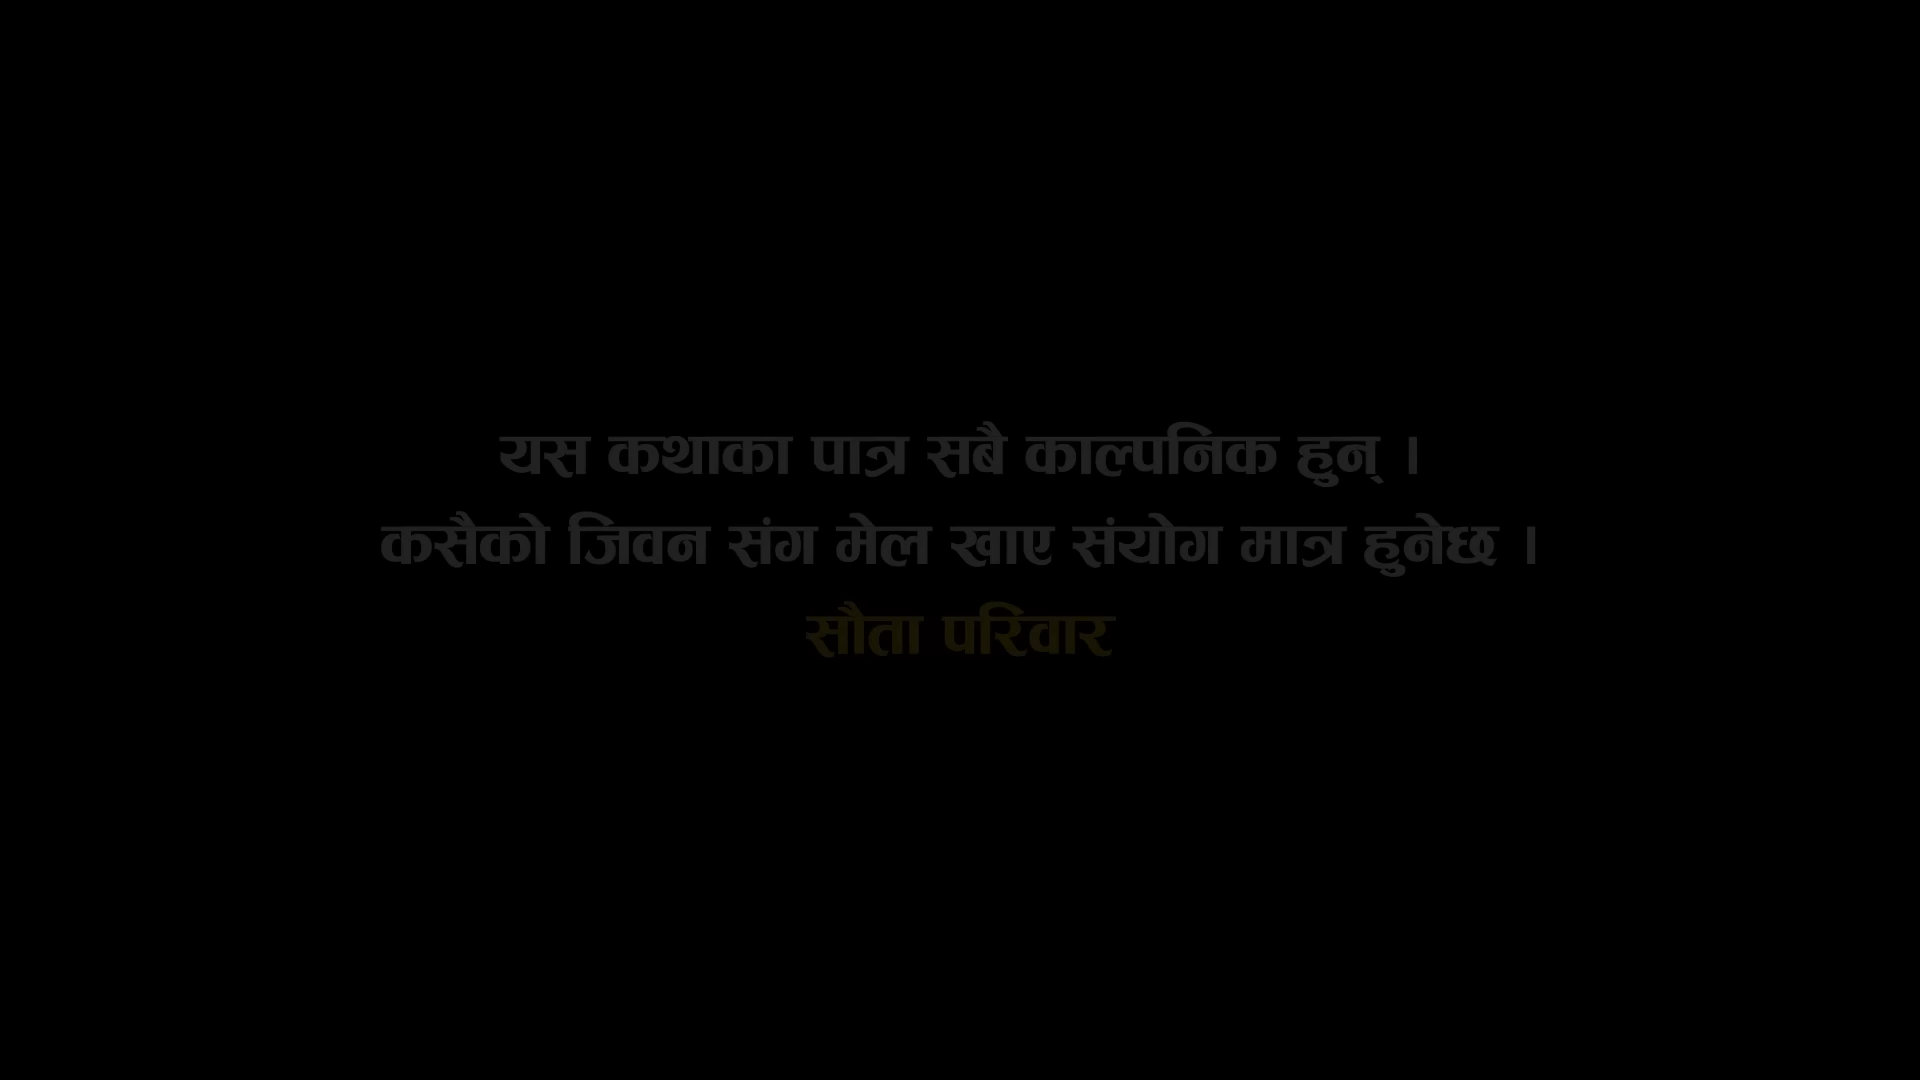 यस कथाका पात्र सबै काल्पनिक हुन् ।
कसैको जिवन संग मेल खाए संयोग मात्र हुनेछ ।
सौता परिवार